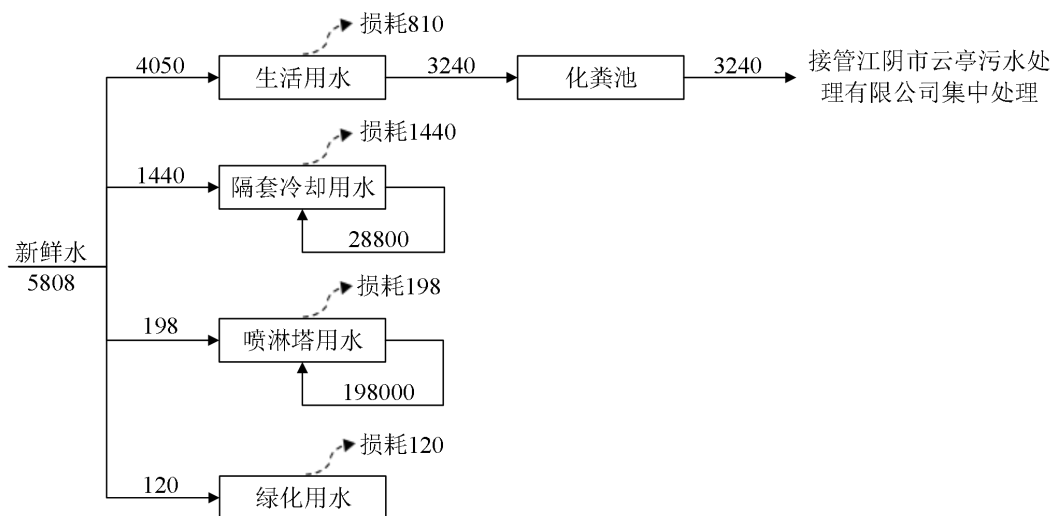 损耗810
4050
生活用水
3240
化粪池
3240
接管江阴市云亭污水处
理有限公司集中处理
损耗1440
1440
隔套冷却用水
28800
新鲜水
5808
损耗198
198
喷淋塔用水
198000
损耗120
120
绿化用水